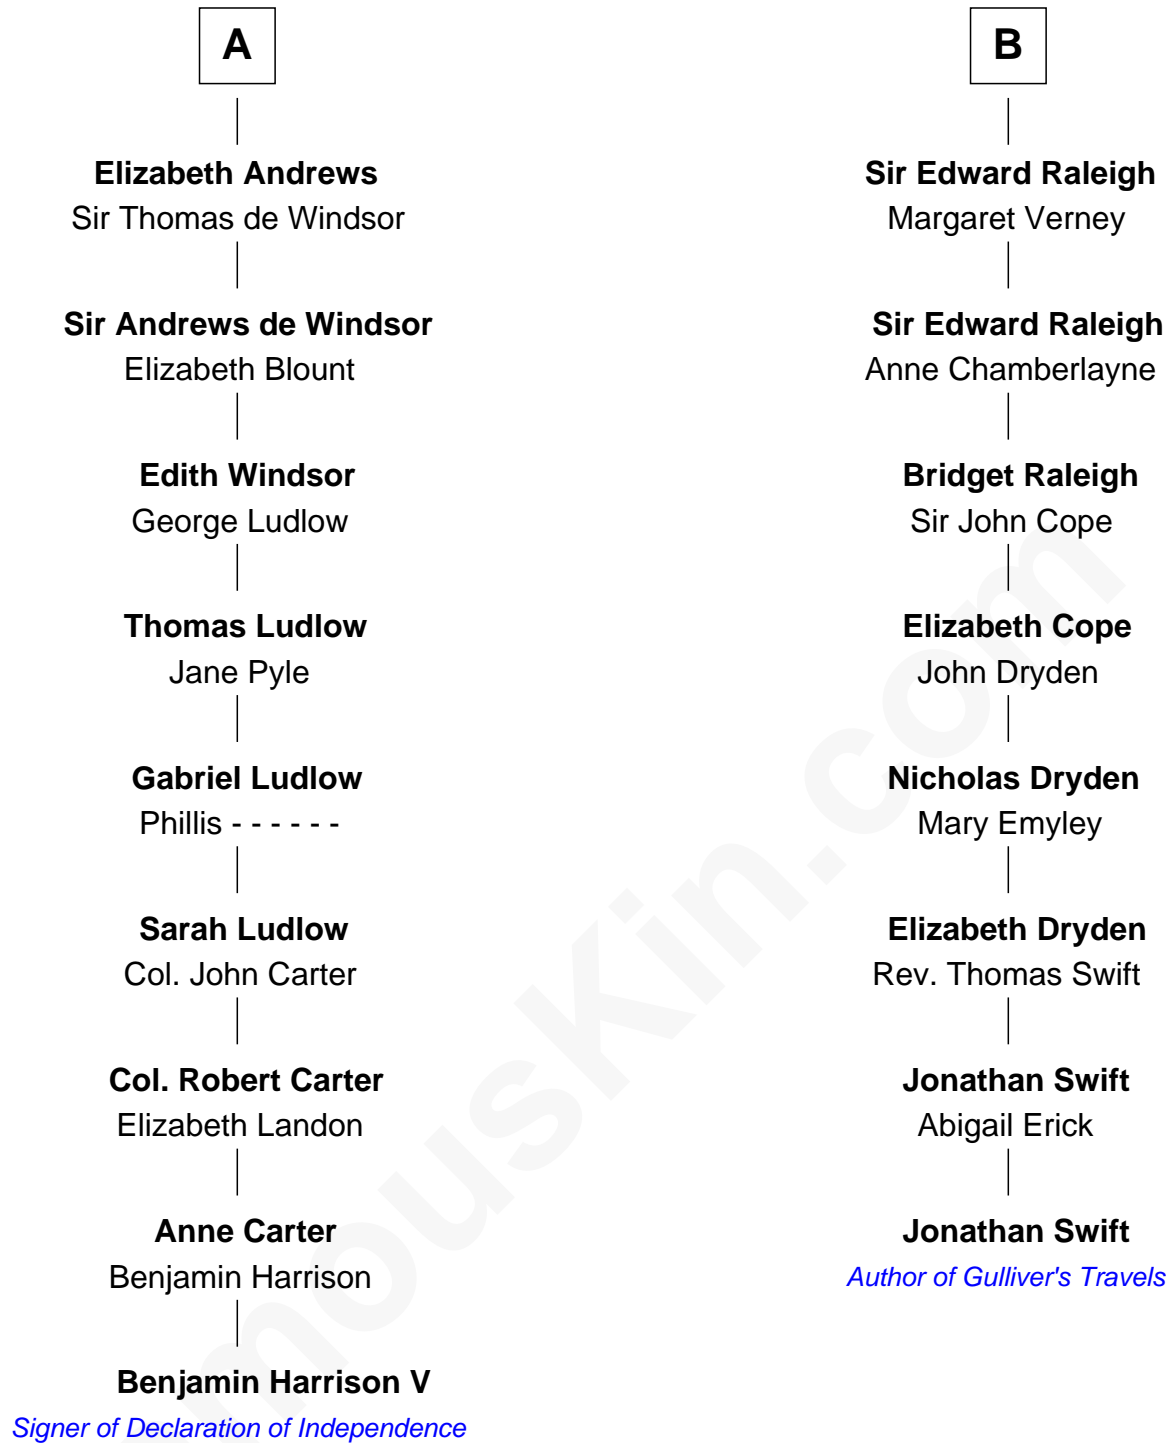 A
Elizabeth Andrews
Sir Thomas de Windsor
Sir Andrews de Windsor
Elizabeth Blount
Edith Windsor
George Ludlow
Thomas Ludlow
Jane Pyle
Gabriel Ludlow
Phillis - - - - - -
Sarah Ludlow
Col. John Carter
Col. Robert Carter
Elizabeth Landon
Anne Carter
Benjamin Harrison
Benjamin Harrison V
Signer of Declaration of Independence
B
Sir Edward Raleigh
Margaret Verney
Sir Edward Raleigh
Anne Chamberlayne
Bridget Raleigh
Sir John Cope
Elizabeth Cope
John Dryden
Nicholas Dryden
Mary Emyley
Elizabeth Dryden
Rev. Thomas Swift
Jonathan Swift
Abigail Erick
Jonathan Swift
Author of Gulliver's Travels
mousKin.com